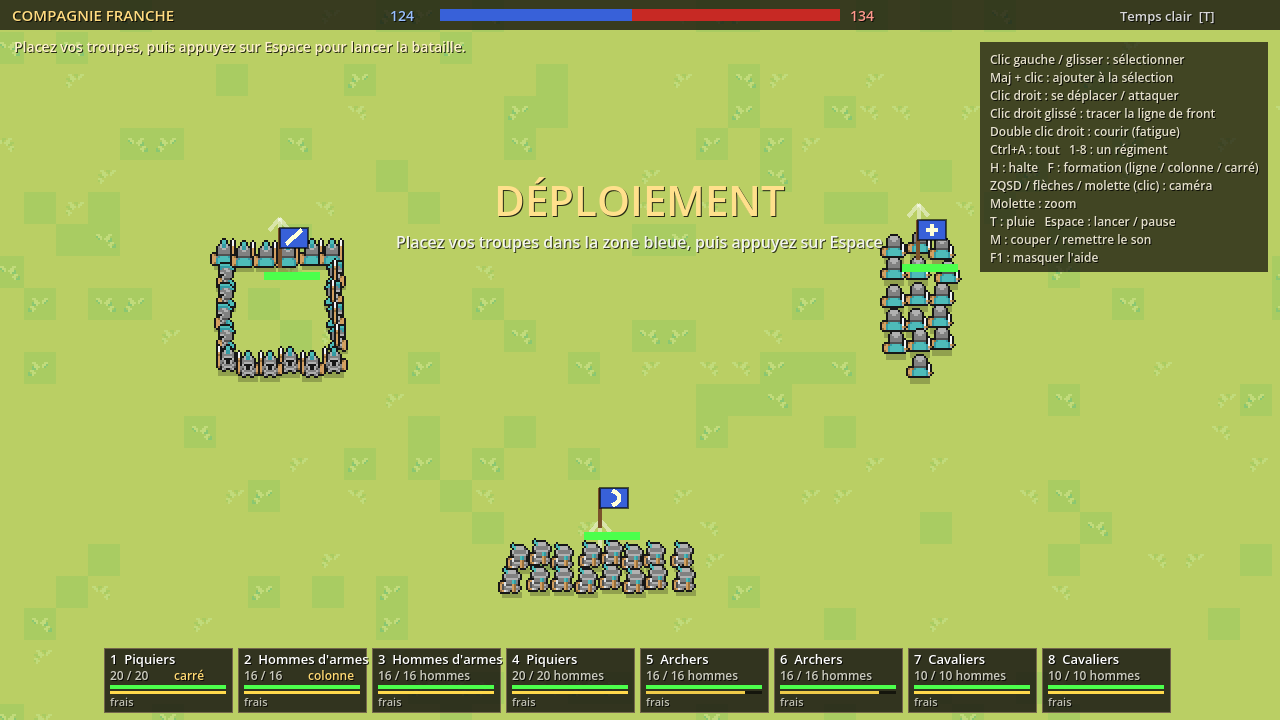 COMPAGNIE FRANCHE
124
134
Temps clair [T]
Placez vos troupes, puis appuyez sur Espace pour lancer la bataille.
Clic gauche / glisser : sélectionner
Maj + clic : ajouter à la sélection
Clic droit : se déplacer / attaquer
Clic droit glissé : tracer la ligne de front
Double clic droit : courir (fatigue)
Ctrl+A : tout   1-8 : un régiment
H : halte   F : formation (ligne / colonne / carré)
ZQSD / flèches / molette (clic) : caméra
Molette : zoom
T : pluie   Espace : lancer / pause
M : couper / remettre le son
F1 : masquer l'aide
DÉPLOIEMENT
Placez vos troupes dans la zone bleue, puis appuyez sur Espace
1 Piquiers
20 / 20 carré
frais
2 Hommes d'armes
16 / 16 colonne
frais
3 Hommes d'armes
16 / 16 hommes
frais
4 Piquiers
20 / 20 hommes
frais
5 Archers
16 / 16 hommes
frais
6 Archers
16 / 16 hommes
frais
7 Cavaliers
10 / 10 hommes
frais
8 Cavaliers
10 / 10 hommes
frais